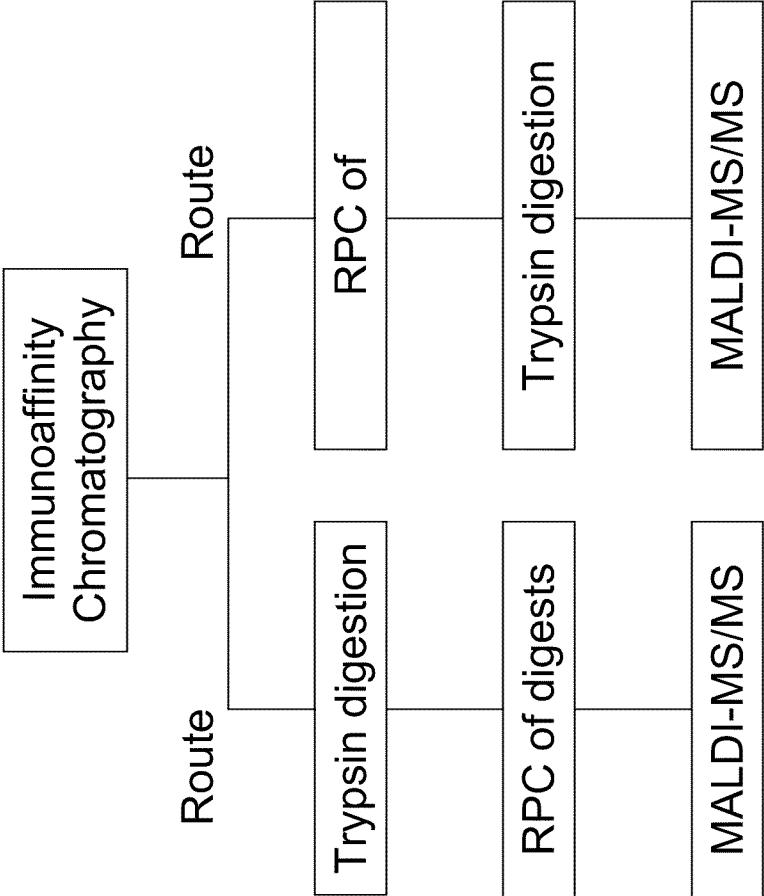 Immunoaffinity
Chromatography
Route
Route
Trypsin digestion
RPC of
RPC of digests
Trypsin digestion
MALDI-MS/MS
MALDI-MS/MS